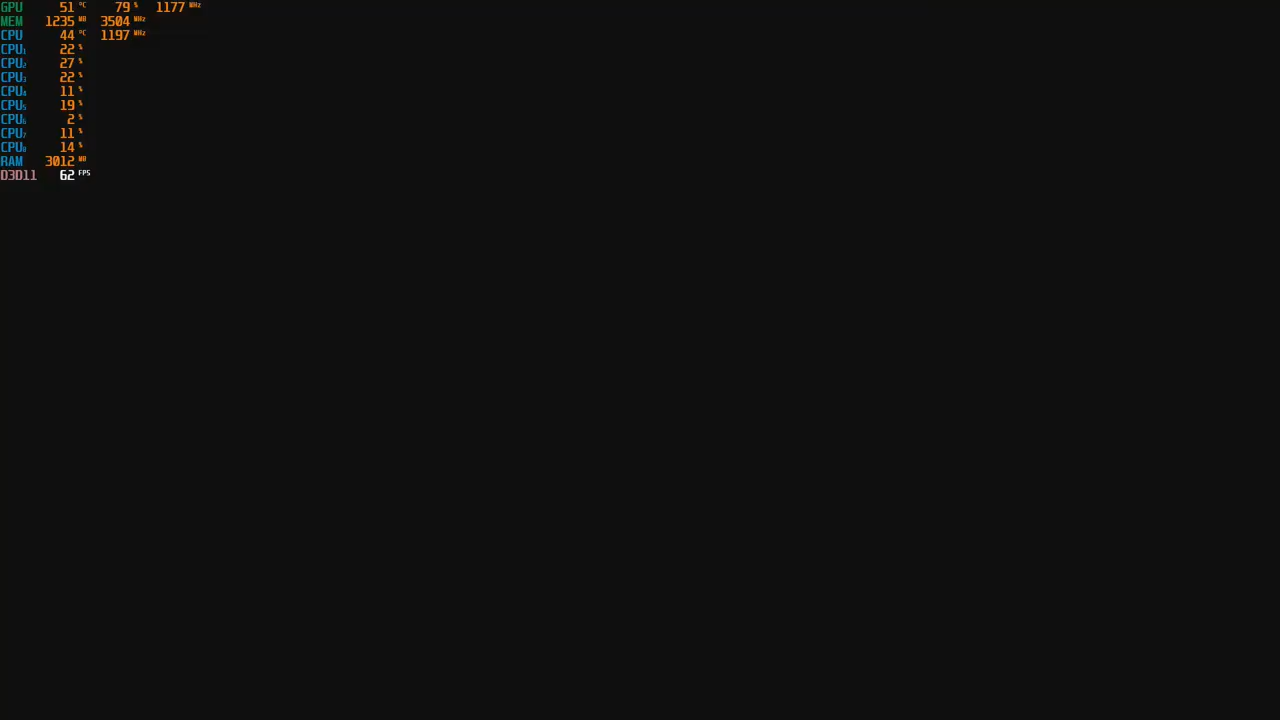 GPU 51 °C 79 % 1177 MHz
MEM 1235 MB 3504 MHz
CPU 44 °C 1197 MHz
CPU1 22 %
CPU2 27 %
CPU3 22 %
CPU4 11 %
CPU5 19 %
CPU6 2 %
CPU7 11 %
CPU8 14 %
RAM 3012 MB
D3D11 62 FPS